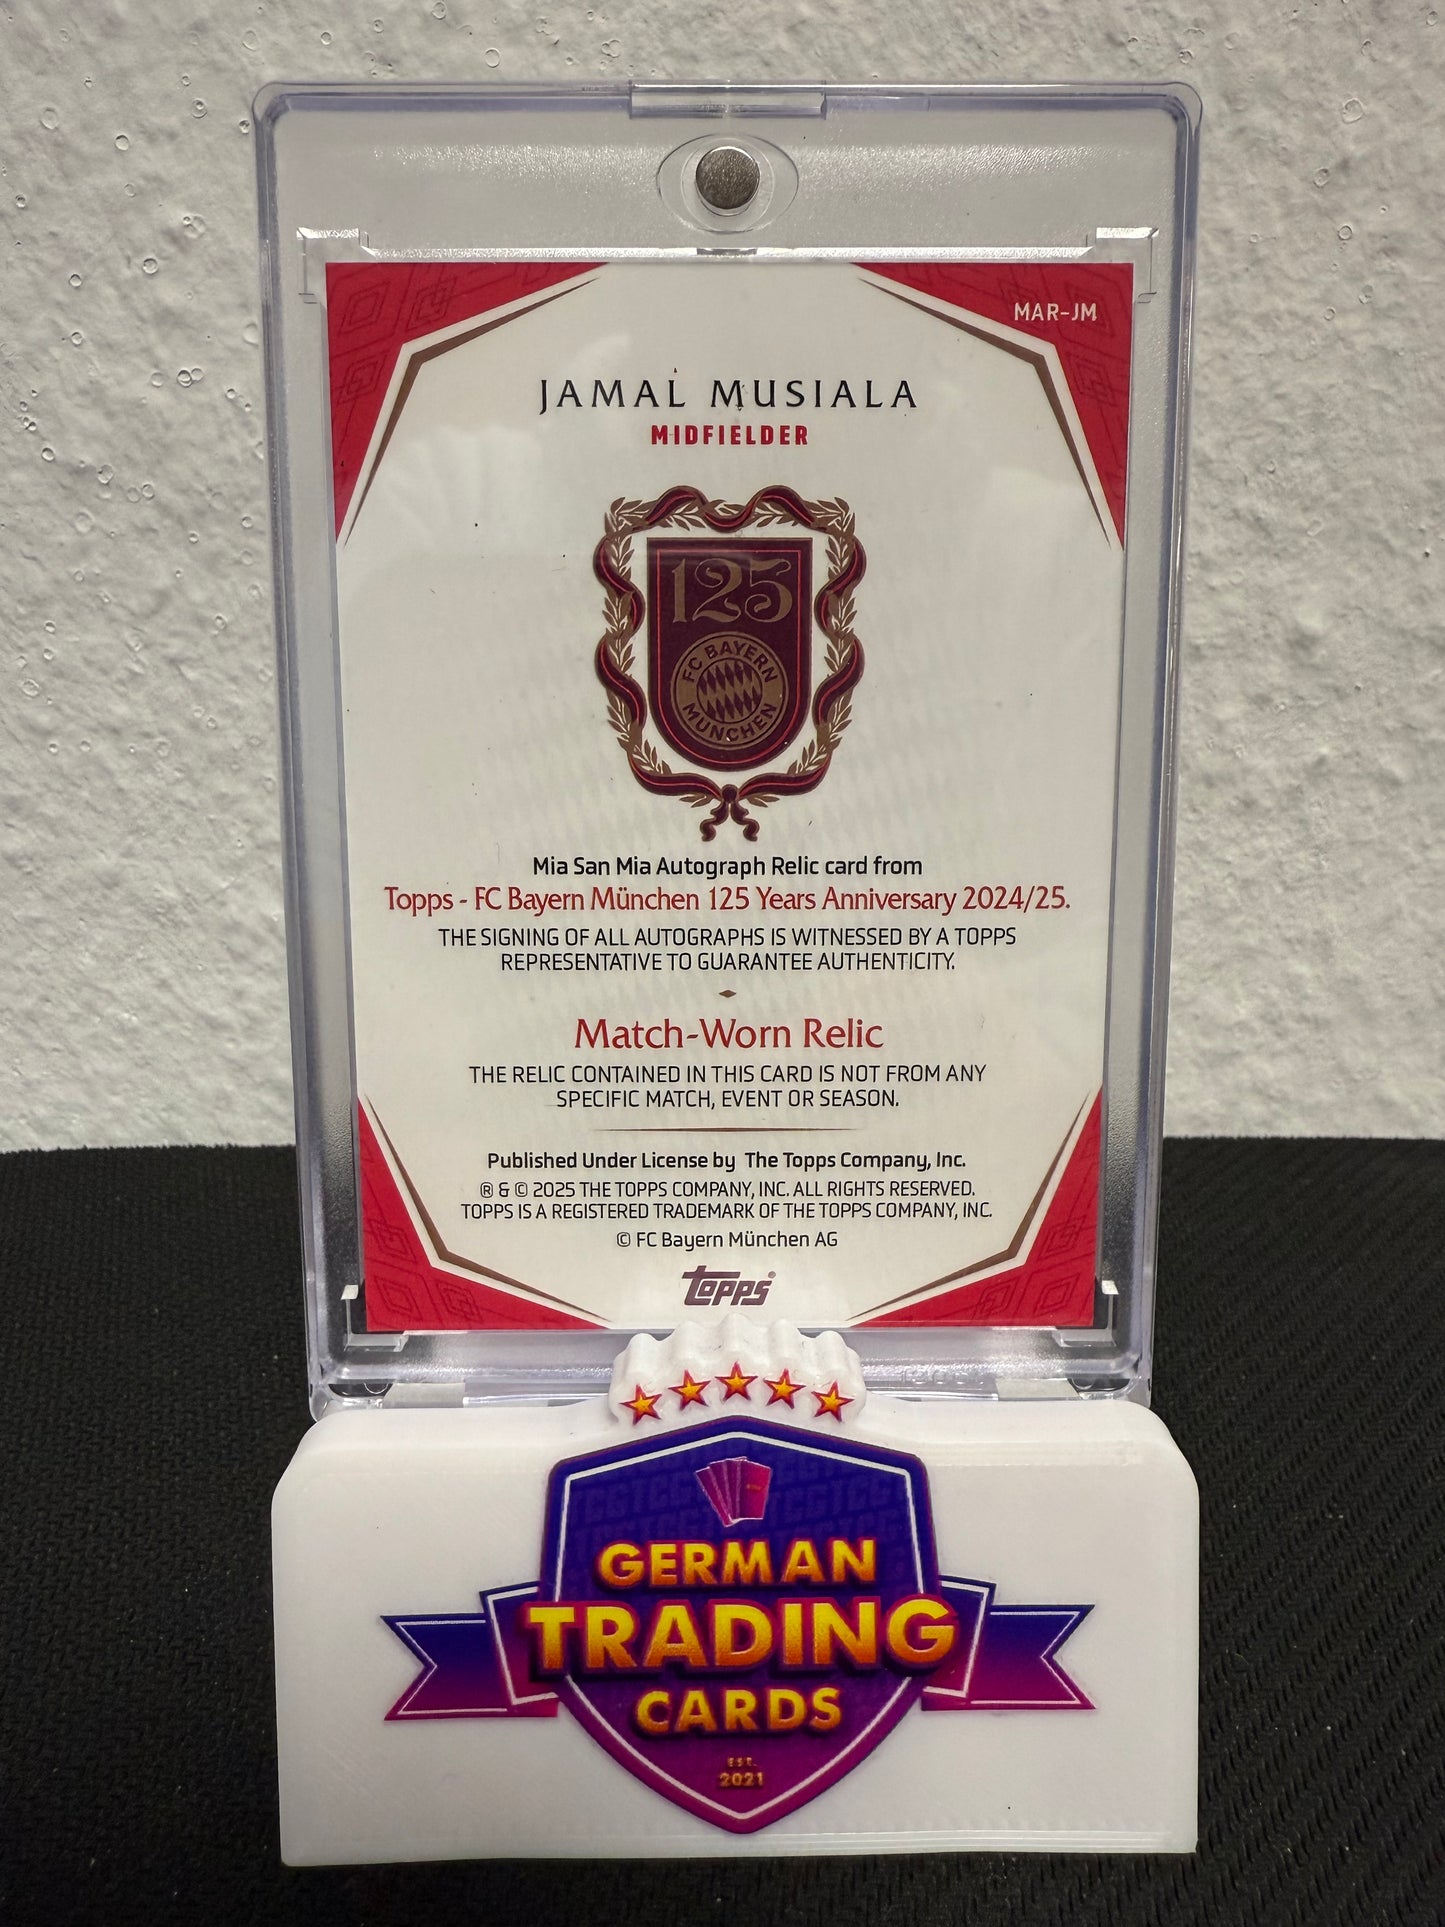 MAR-JM
JAMAL MUSIALA
MIDFIELDER
125
FC BAYERN
MÜNCHEN
Mia San Mia Autograph Relic card from
Topps - FC Bayern München 125 Years Anniversary 2024/25.
THE SIGNING OF ALL AUTOGRAPHS IS WITNESSED BY A TOPPS
REPRESENTATIVE TO GUARANTEE AUTHENTICITY.
Match-Worn Relic
THE RELIC CONTAINED IN THIS CARD IS NOT FROM ANY
SPECIFIC MATCH, EVENT OR SEASON.
Published Under License by The Topps Company, Inc.
® & © 2025 THE TOPPS COMPANY, INC. ALL RIGHTS RESERVED.
TOPPS IS A REGISTERED TRADEMARK OF THE TOPPS COMPANY, INC.
© FC Bayern München AG
topps®
GERMAN
TRADING
CARDS
EST.
2021